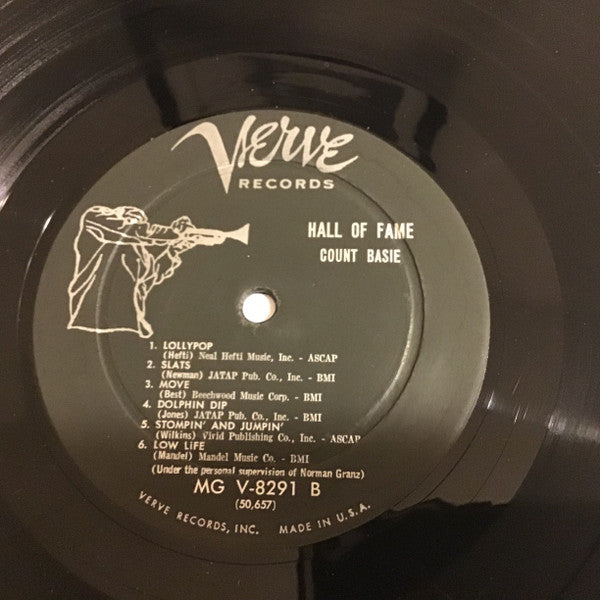 Verve
RECORDS
HALL OF FAME
COUNT BASIE
1. LOLLYPOP
(Hefti) Neal Hefti Music, Inc. - ASCAP
2. SLATS
(Newman) JATAP Pub. Co., Inc. - BMI
3. MOVE
(Best) Beechwood Music Corp. - BMI
4. DOLPHIN DIP
(Jones) JATAP Pub. Co., Inc. - BMI
5. STOMPIN' AND JUMPIN'
(Wilkins) Vivid Publishing Co., Inc. - ASCAP
6. LOW LIFE
(Mandel) Mandel Music Co. - BMI
(Under the personal supervision of Norman Granz)
MG V-8291 B
(50,657)
VERVE RECORDS, INC. MADE IN U.S.A.